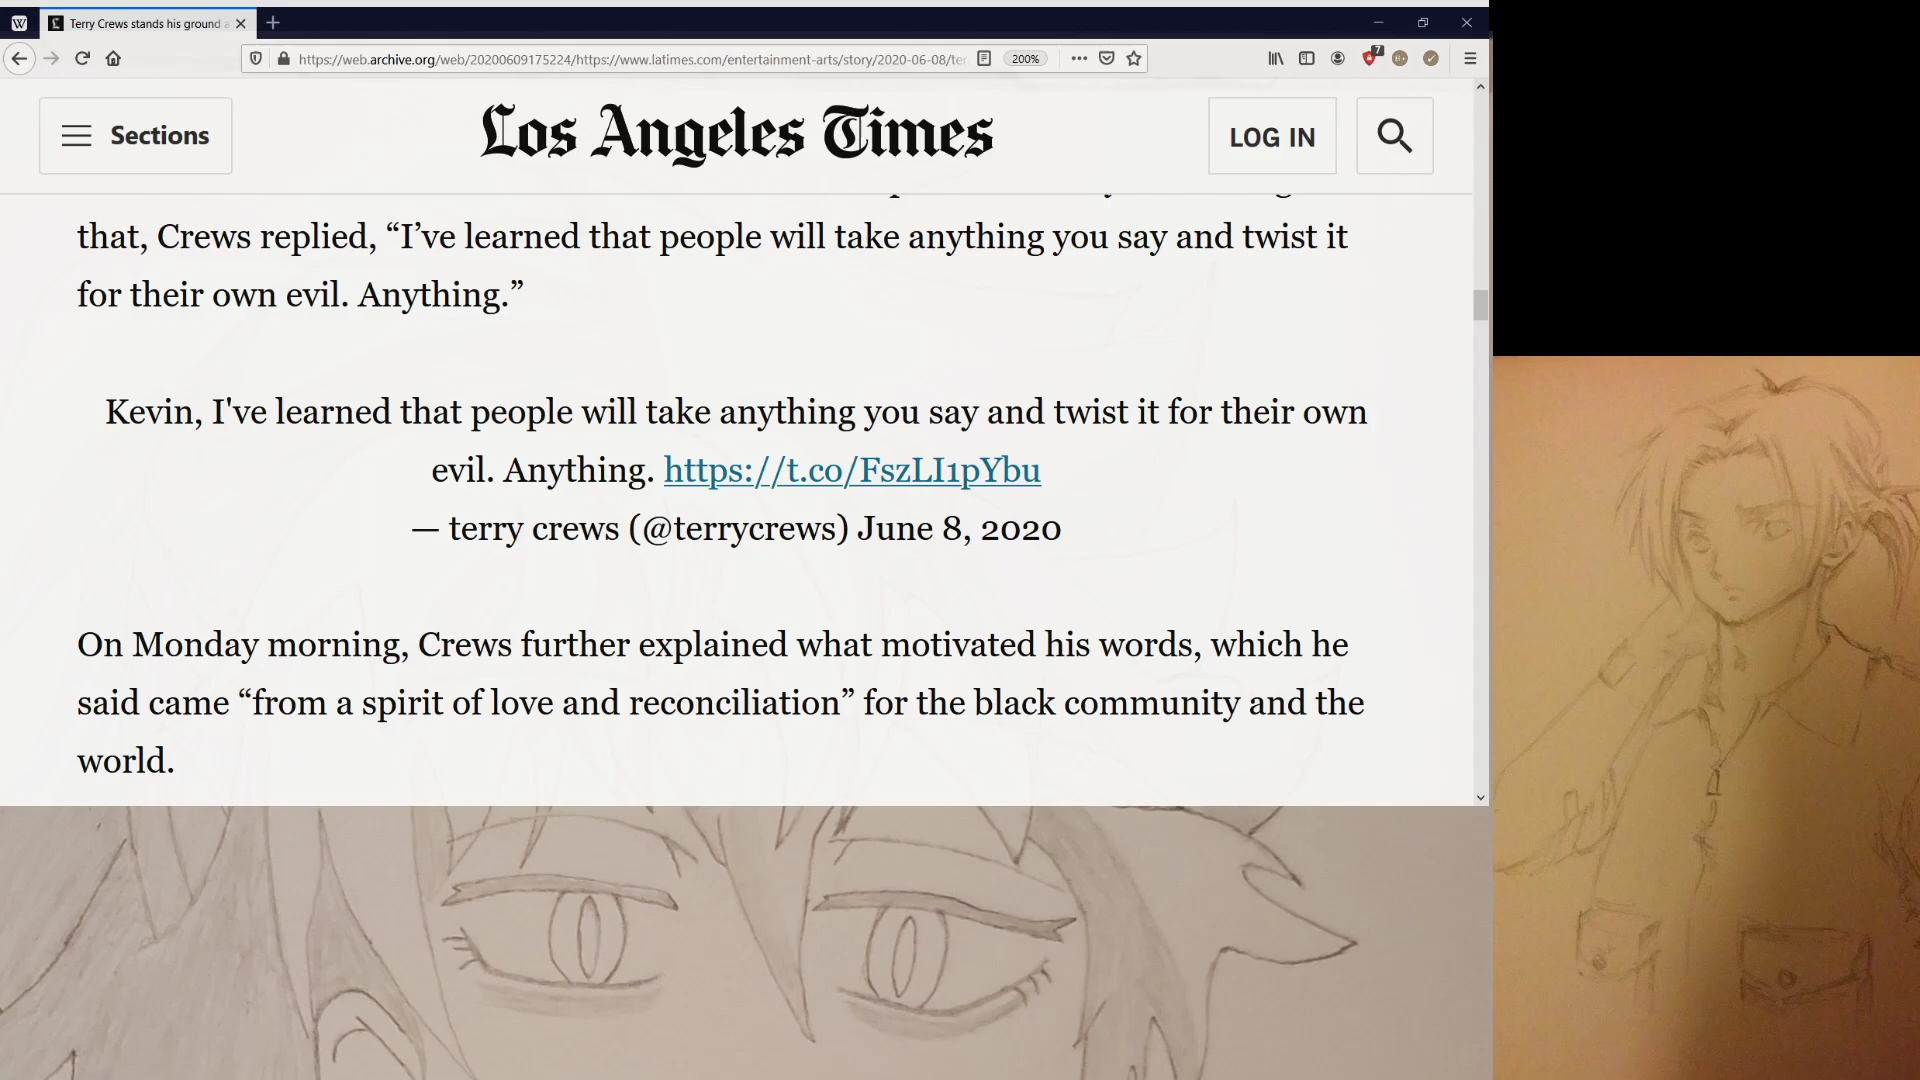 Terry Crews stands his ground a
https://web.archive.org/web/20200609175224/https://www.latimes.com/entertainment-arts/story/2020-06-08/ter
200%
7
Sections
Los Angeles Times
LOG IN
that, Crews replied, “I’ve learned that people will take anything you say and twist it
for their own evil. Anything.”
Kevin, I've learned that people will take anything you say and twist it for their own
evil. Anything. https://t.co/FszLI1pYbu
— terry crews (@terrycrews) June 8, 2020
On Monday morning, Crews further explained what motivated his words, which he
said came “from a spirit of love and reconciliation” for the black community and the
world.